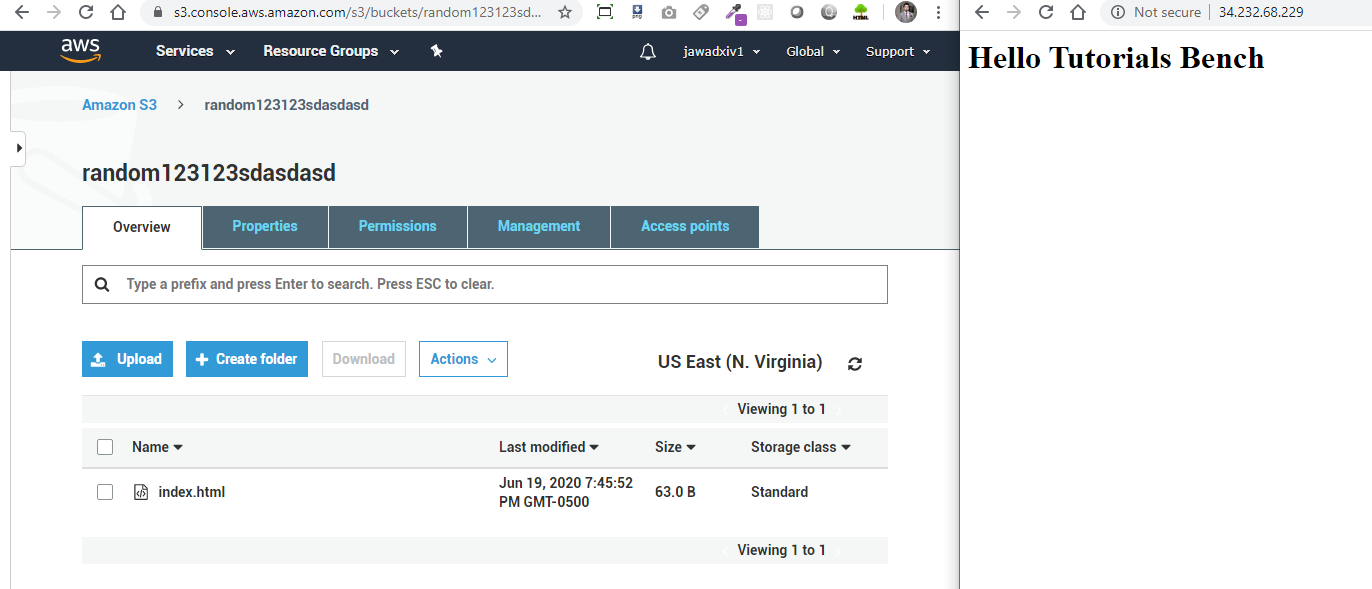 s3.console.aws.amazon.com/s3/buckets/random123123sd...
Not secure | 34.232.68.229
aws Services Resource Groups jawadxiv1 Global Support
Hello Tutorials Bench
Amazon S3 > random123123sdasdasd
random123123sdasdasd
Overview Properties Permissions Management Access points
Type a prefix and press Enter to search. Press ESC to clear.
Upload + Create folder Download Actions US East (N. Virginia)
Viewing 1 to 1
Name Last modified Size Storage class
index.html Jun 19, 2020 7:45:52 63.0 B Standard
PM GMT-0500
Viewing 1 to 1